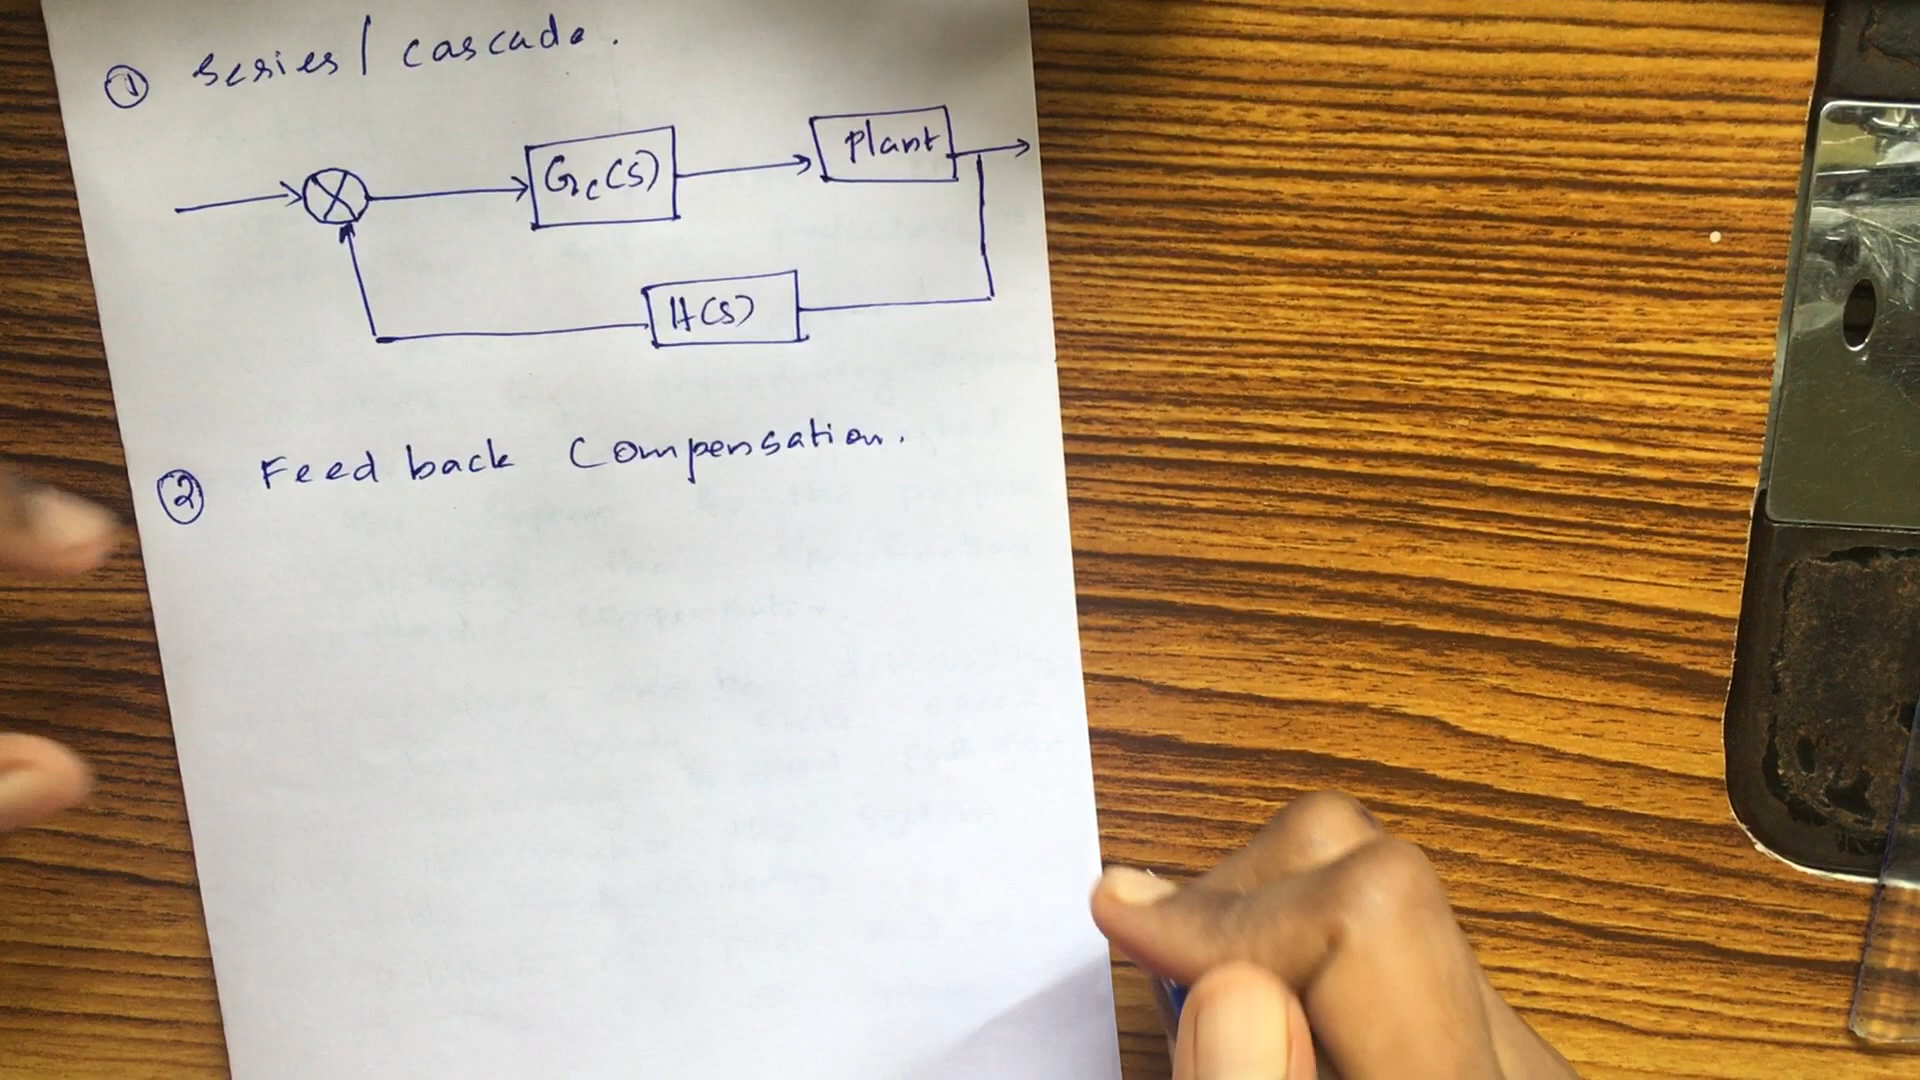 ① Series / cascade.
Gc(s)
Plant
H(s)
② Feed back Compensation.